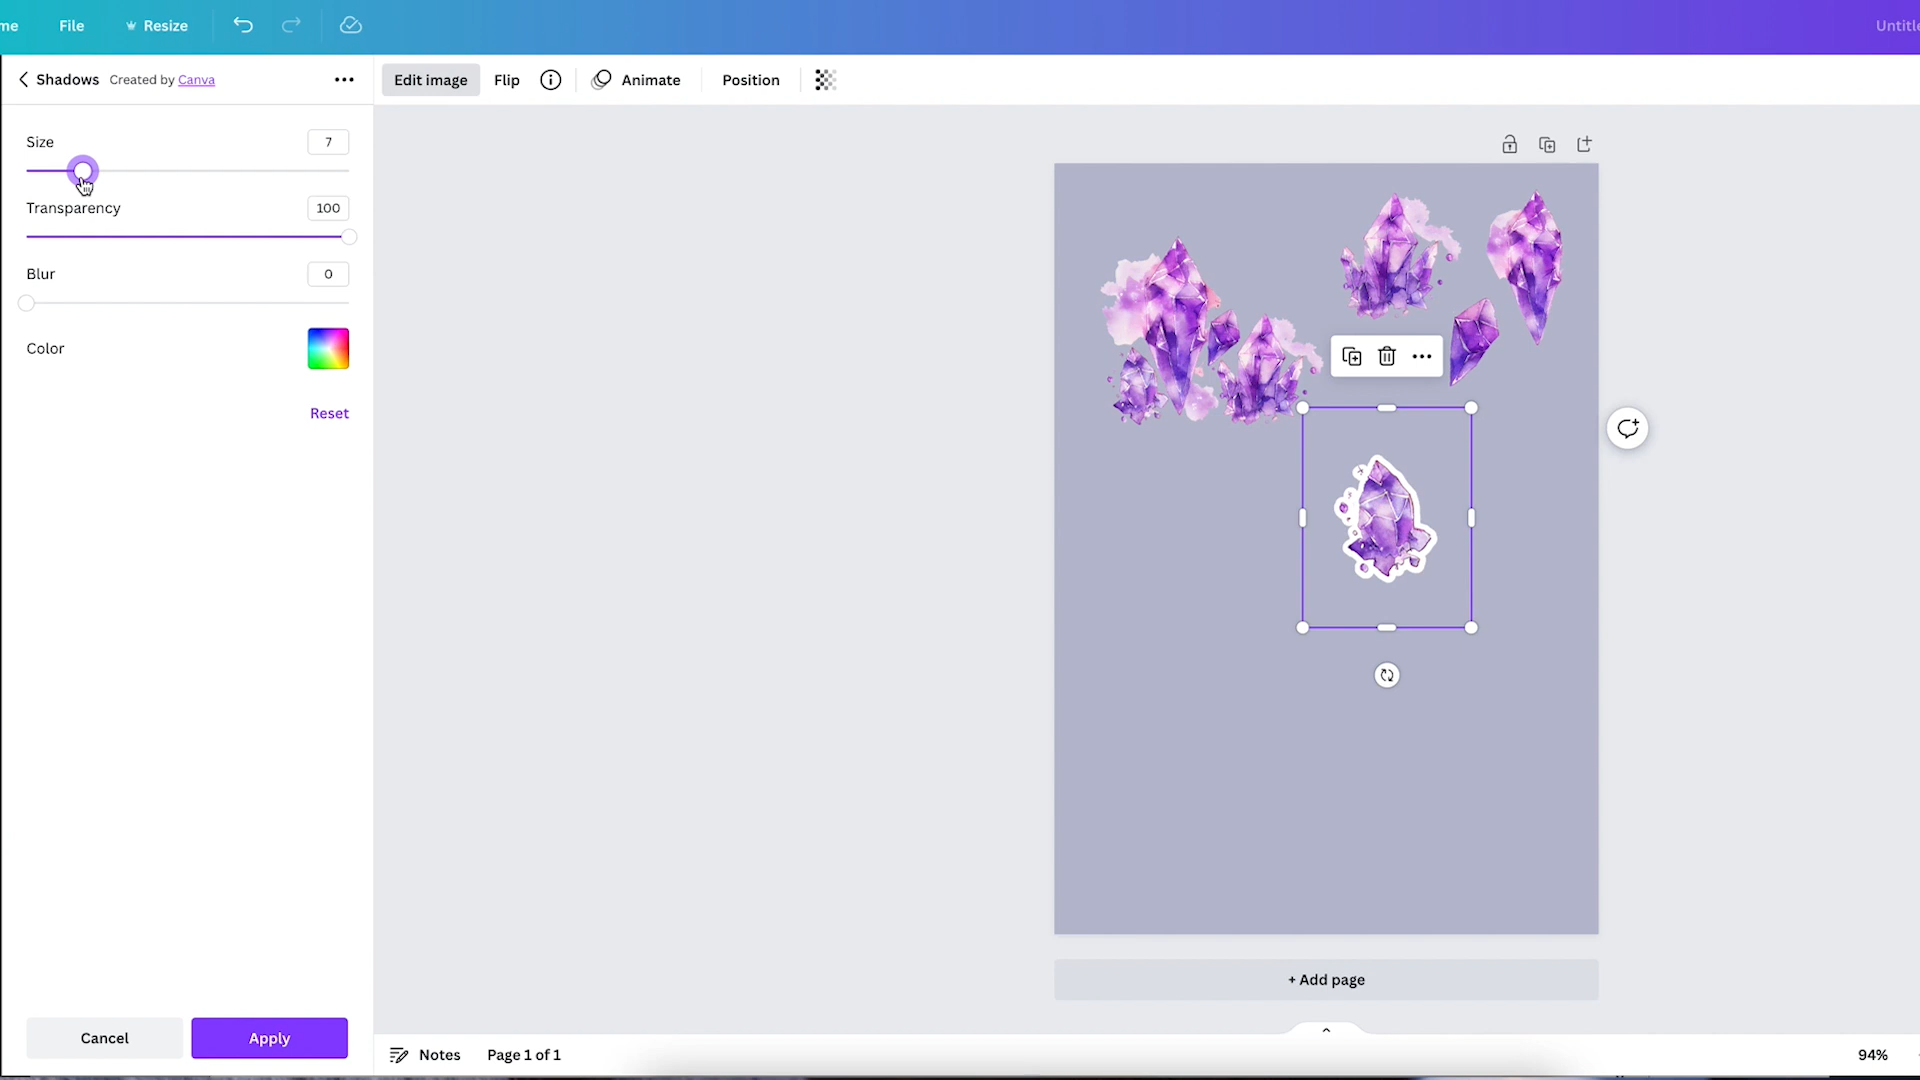 me File Resize Untitle
Shadows Created by Canva
Edit image Flip Animate Position
Size 7
Transparency 100
Blur 0
Color
Reset
+ Add page
Cancel Apply
Notes Page 1 of 1 94%